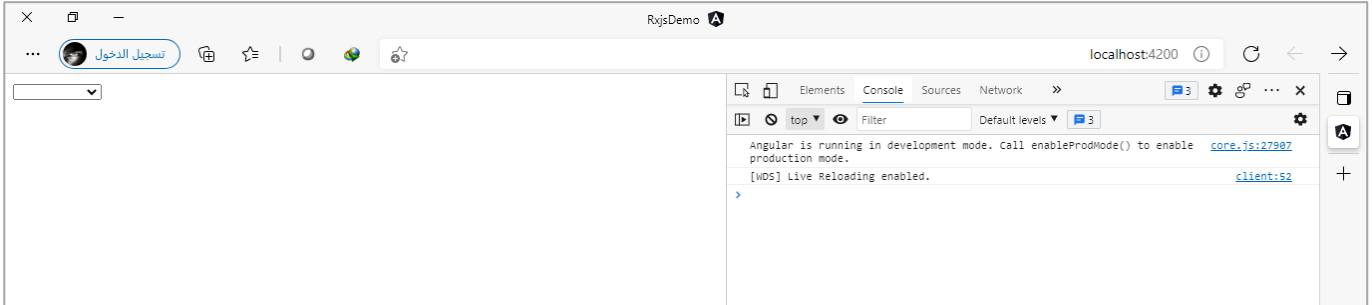 RxjsDemo
تسجيل الدخول
localhost:4200
Elements Console Sources Network 3
top Filter Default levels 3
Angular is running in development mode. Call enableProdMode() to enable core.js:27907
production mode.
[WDS] Live Reloading enabled. client:52